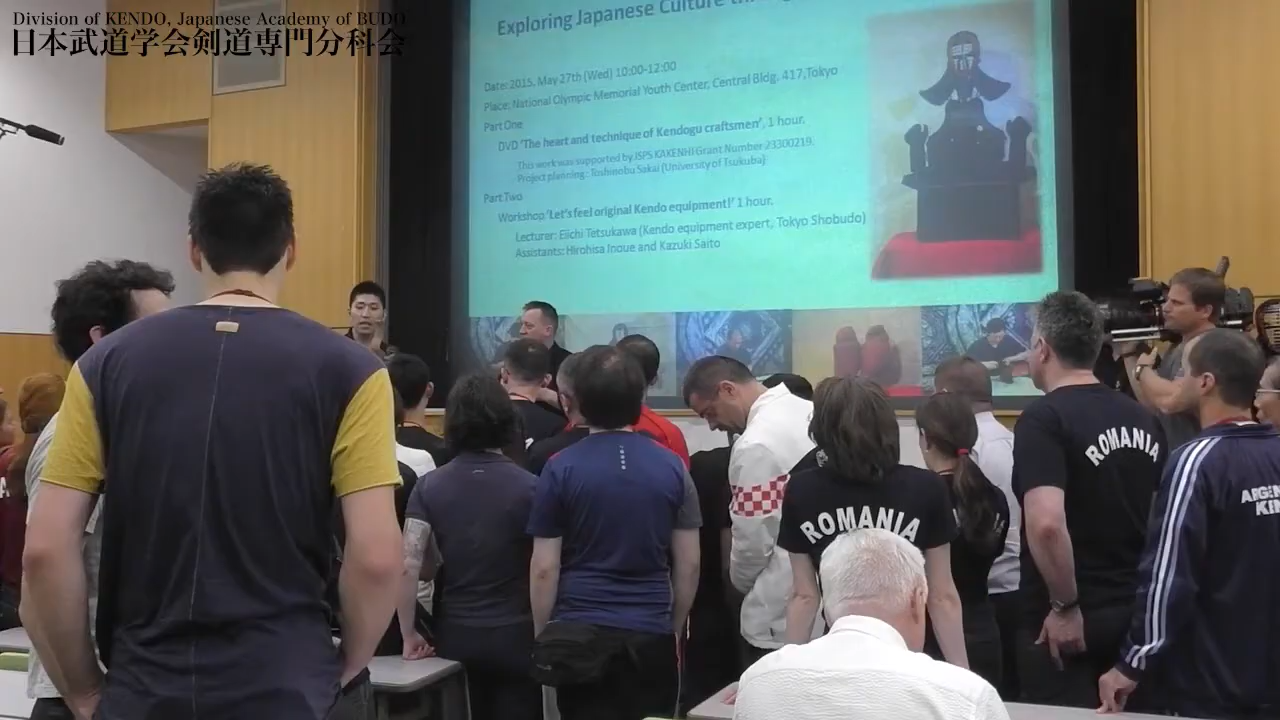 Division of KENDO, Japanese Academy of BUDO
日本武道学会剣道専門分科会
Exploring Japanese Culture
Date: 2015. May 27th (Wed) 10:00-12:00
Place: National Olympic Memorial Youth Center, Central Bldg. 417,Tokyo
Part One
DVD 'The heart and technique of Kendogu craftsmen', 1 hour.
This work was supported by JSPS KAKENHI Grant Number 23300219.
Project planning : Toshinobu Sakai (University of Tsukuba)
Part Two
Workshop 'Let's feel original Kendo equipment!' 1 hour.
Lecturer: Eiichi Tetsukawa (Kendo equipment expert, Tokyo Shobudo)
Assistants: Hirohisa Inoue and Kazuki Saito
ROMANIA
ROMANIA